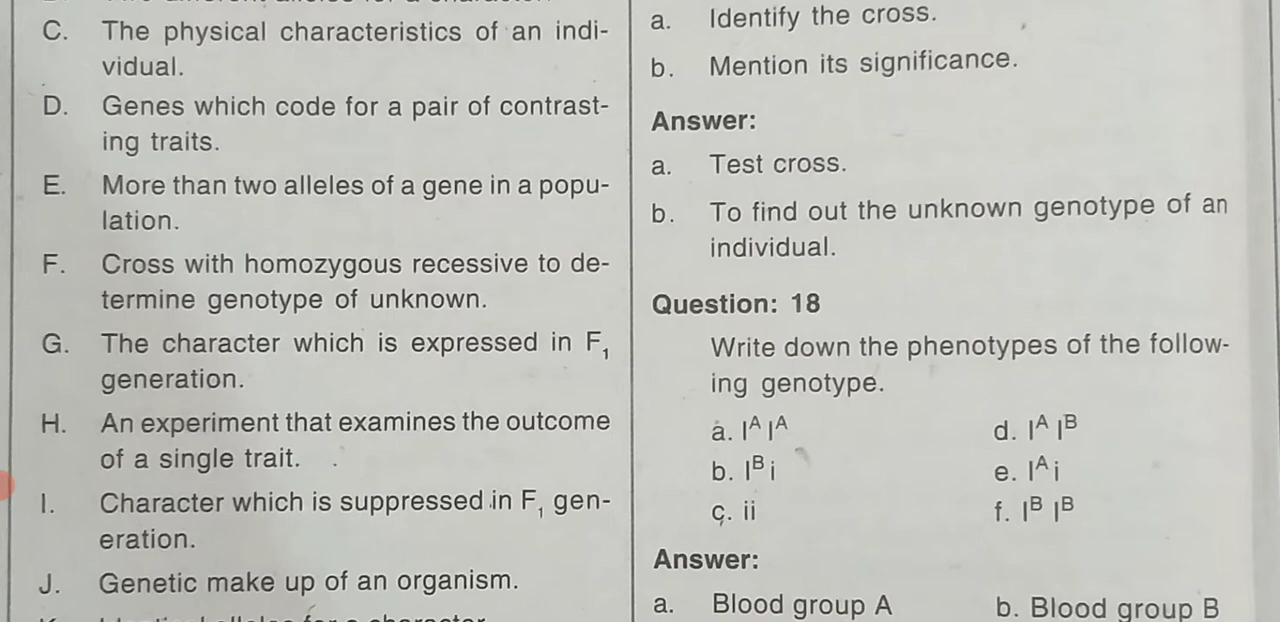 C. The physical characteristics of an indi-
vidual.
D. Genes which code for a pair of contrast-
ing traits.
E. More than two alleles of a gene in a popu-
lation.
F. Cross with homozygous recessive to de-
termine genotype of unknown.
G. The character which is expressed in F₁
generation.
H. An experiment that examines the outcome
of a single trait.
I. Character which is suppressed in F₁ gen-
eration.
J. Genetic make up of an organism.
a. Identify the cross.
b. Mention its significance.
Answer:
a. Test cross.
b. To find out the unknown genotype of an
individual.
Question: 18
Write down the phenotypes of the follow-
ing genotype.
a. Iᴬ Iᴬ d. Iᴬ Iᴮ
b. Iᴮ i e. Iᴬ i
c. ii f. Iᴮ Iᴮ
Answer:
a. Blood group A b. Blood group B